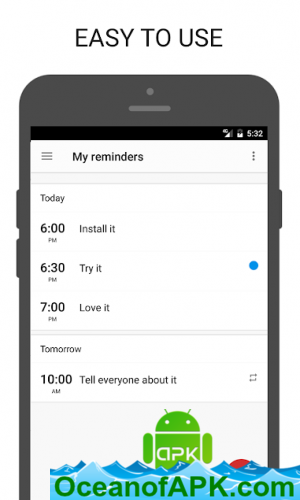 EASY TO USE
5:32
My reminders
Today
6:00 Install it
PM
6:30 Try it
PM
7:00 Love it
PM
Tomorrow
10:00 Tell everyone about it
AM
APK
OceanofAPK.com